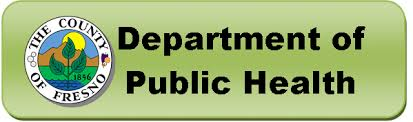 THE COUNTY
OF FRESNO
1856
Department of
Public Health